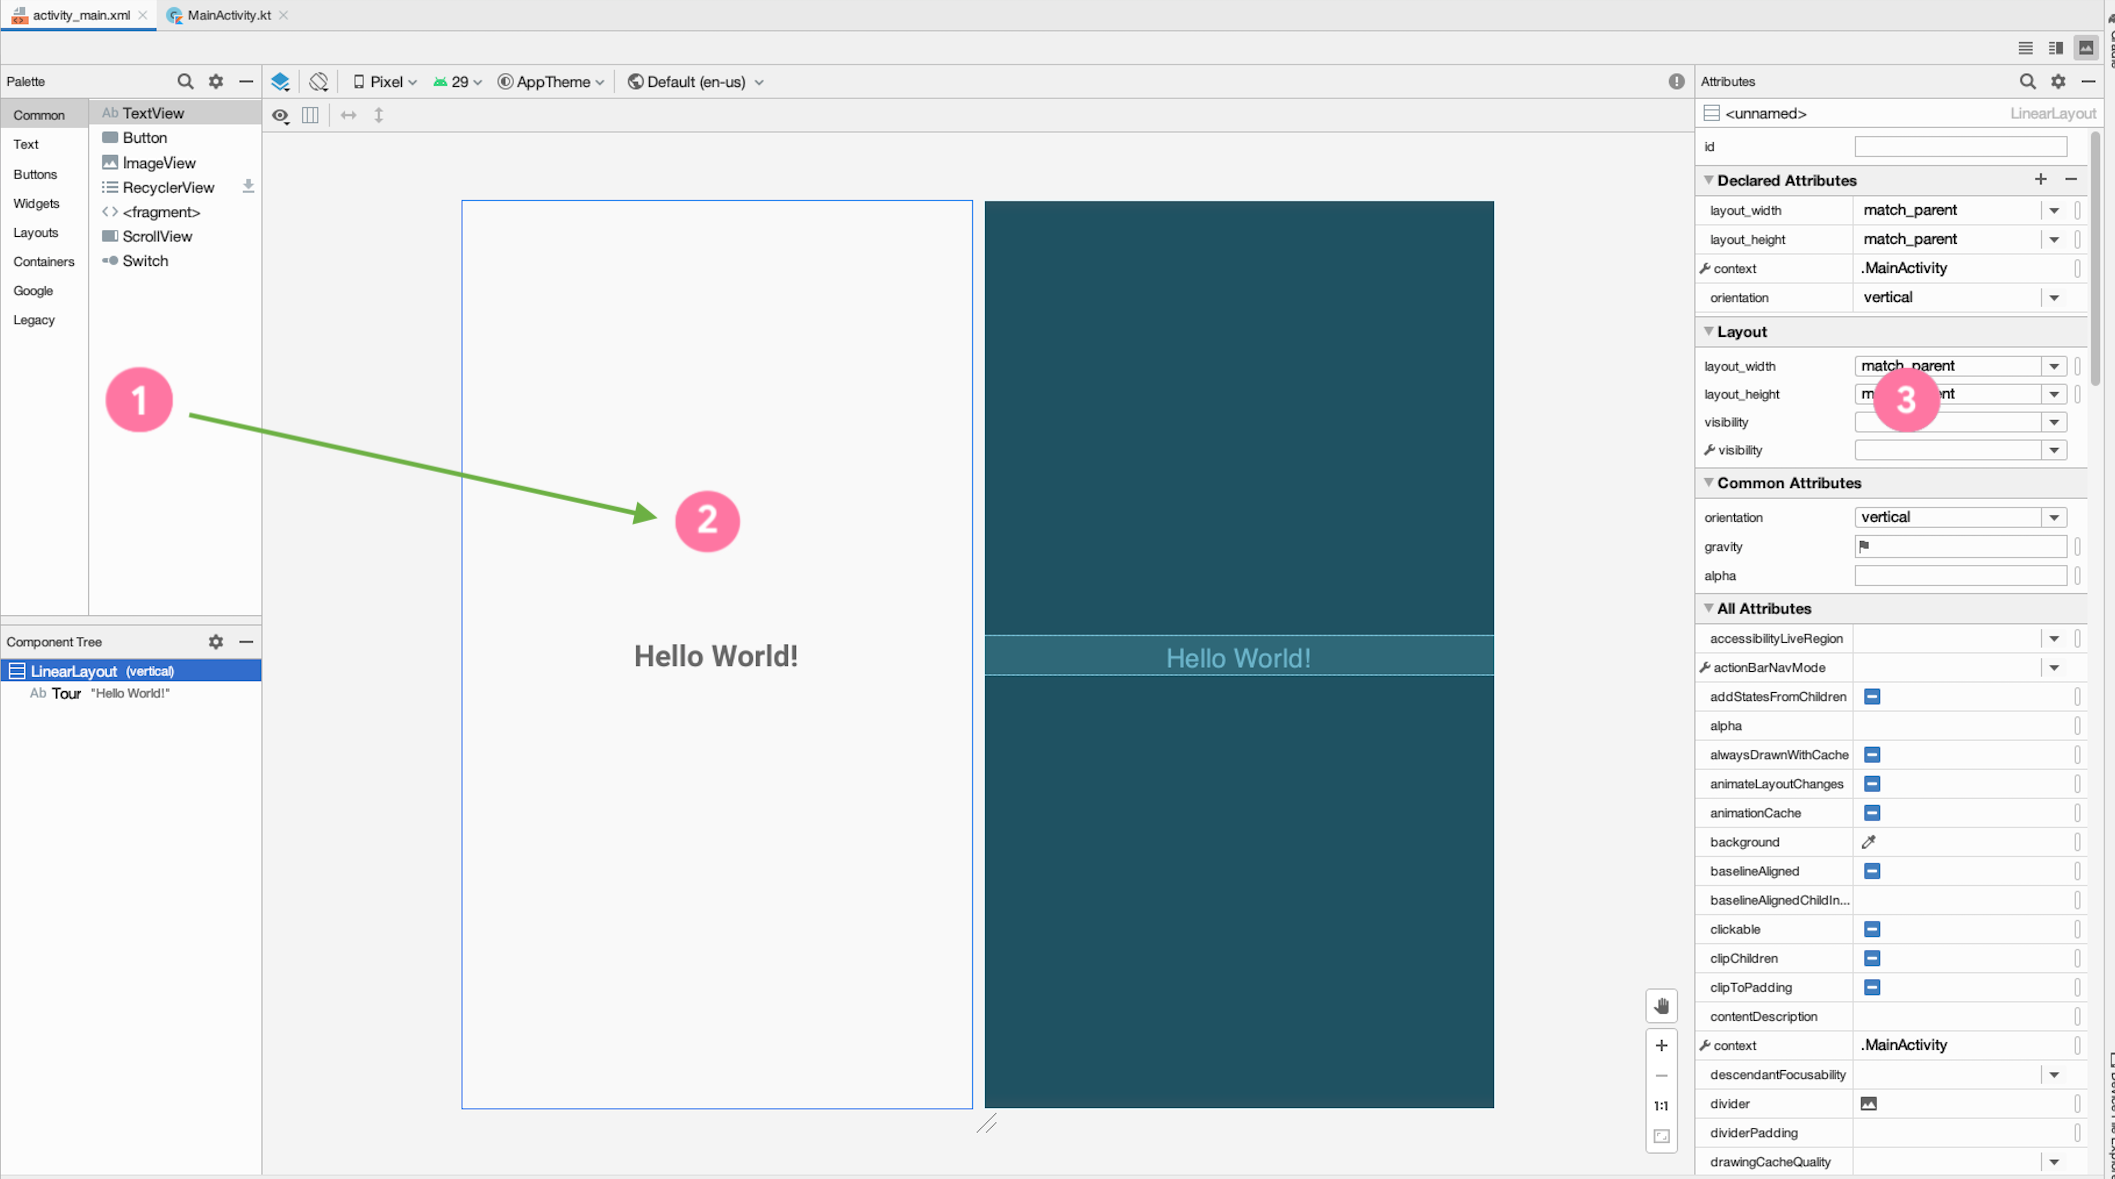 activity_main.xml
MainActivity.kt
Palette
Pixel
29
AppTheme
Default (en-us)
Attributes
Common
Text
Buttons
Widgets
Layouts
Containers
Google
Legacy
Ab TextView
Button
ImageView
RecyclerView
<fragment>
ScrollView
Switch
<unnamed>
LinearLayout
id
Declared Attributes
layout_width match_parent
layout_height match_parent
context .MainActivity
orientation vertical
Layout
layout_width match_parent
layout_height
visibility
visibility
Common Attributes
orientation vertical
gravity
alpha
All Attributes
accessibilityLiveRegion
actionBarNavMode
addStatesFromChildren
alpha
alwaysDrawnWithCache
animateLayoutChanges
animationCache
background
baselineAligned
baselineAlignedChildIn...
clickable
clipChildren
clipToPadding
contentDescription
context .MainActivity
descendantFocusability
divider
dividerPadding
drawingCacheQuality
1
2
3
Hello World!
Hello World!
Component Tree
LinearLayout (vertical)
Ab Tour "Hello World!"
1:1